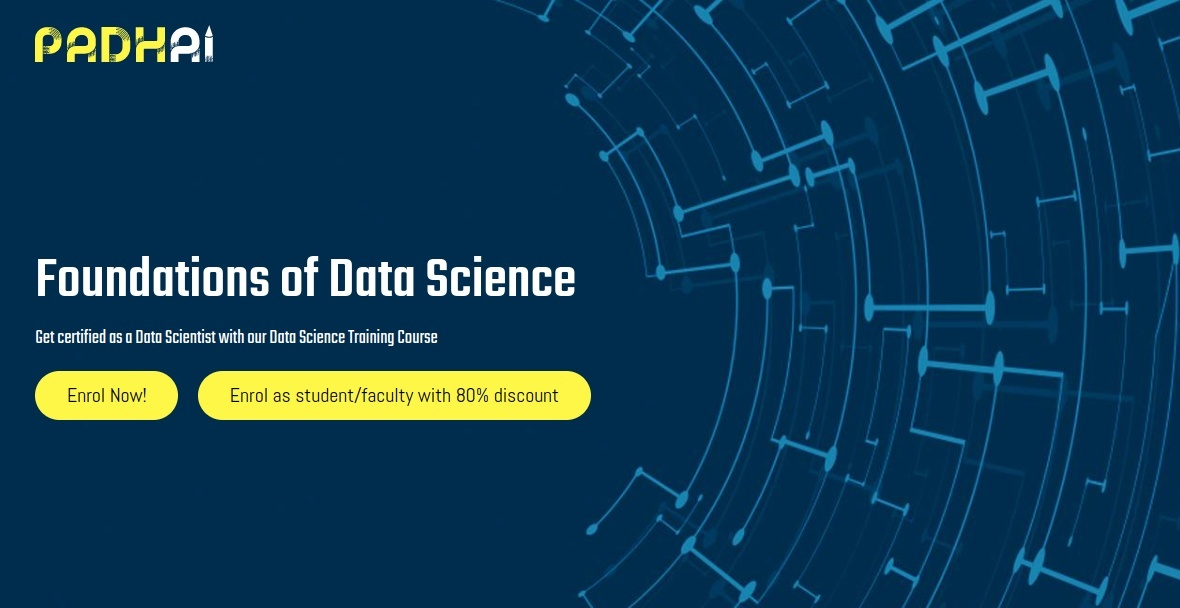 PADHAI
Foundations of Data Science
Get certified as a Data Scientist with our Data Science Training Course
Enrol Now!
Enrol as student/faculty with 80% discount